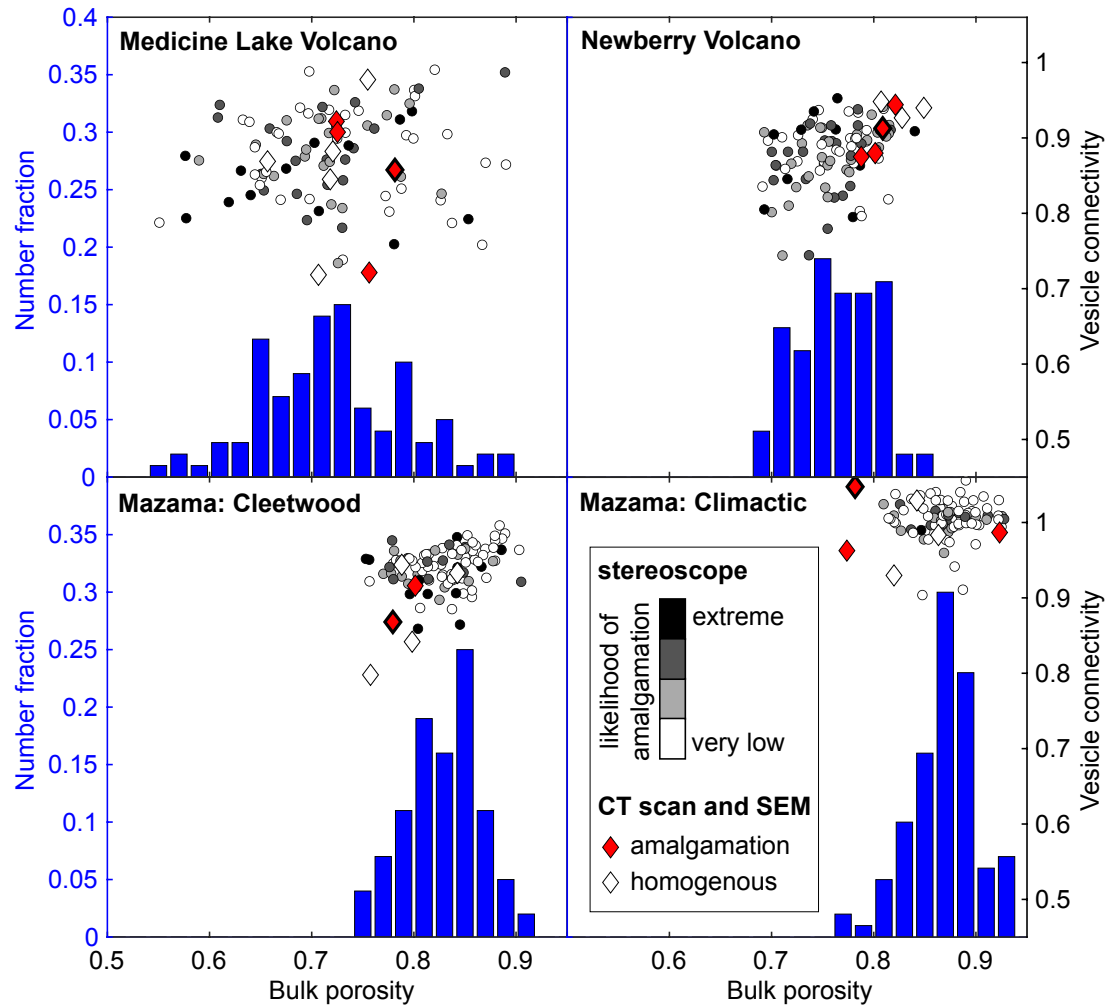 Medicine Lake Volcano
Newberry Volcano
0.4
0.35
0.3
0.25
0.2
0.15
0.1
0.05
0
Number fraction
1
0.9
0.8
0.7
0.6
0.5
Vesicle connectivity
Mazama: Cleetwood
Mazama: Climactic
0.35
0.3
0.25
0.2
0.15
0.1
0.05
0
Number fraction
stereoscope
likelihood of
amalgamation
extreme
very low
CT scan and SEM
amalgamation
homogenous
1
0.9
0.8
0.7
0.6
0.5
Vesicle connectivity
0.5 0.6 0.7 0.8 0.9
Bulk porosity
0.6 0.7 0.8 0.9
Bulk porosity